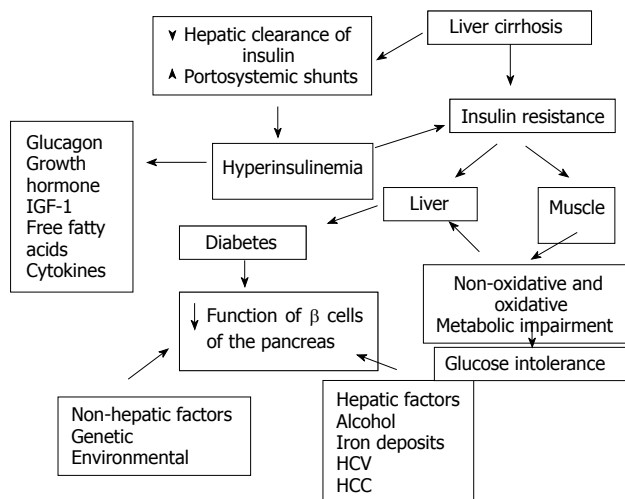 Hepatic clearance of
insulin
Portosystemic shunts
Liver cirrhosis
Insulin resistance
Glucagon
Growth
hormone
IGF-1
Free fatty
acids
Cytokines
Hyperinsulinemia
Liver
Muscle
Diabetes
Function of β cells
of the pancreas
Non-oxidative and
oxidative
Metabolic impairment
Glucose intolerance
Non-hepatic factors
Genetic
Environmental
Hepatic factors
Alcohol
Iron deposits
HCV
HCC